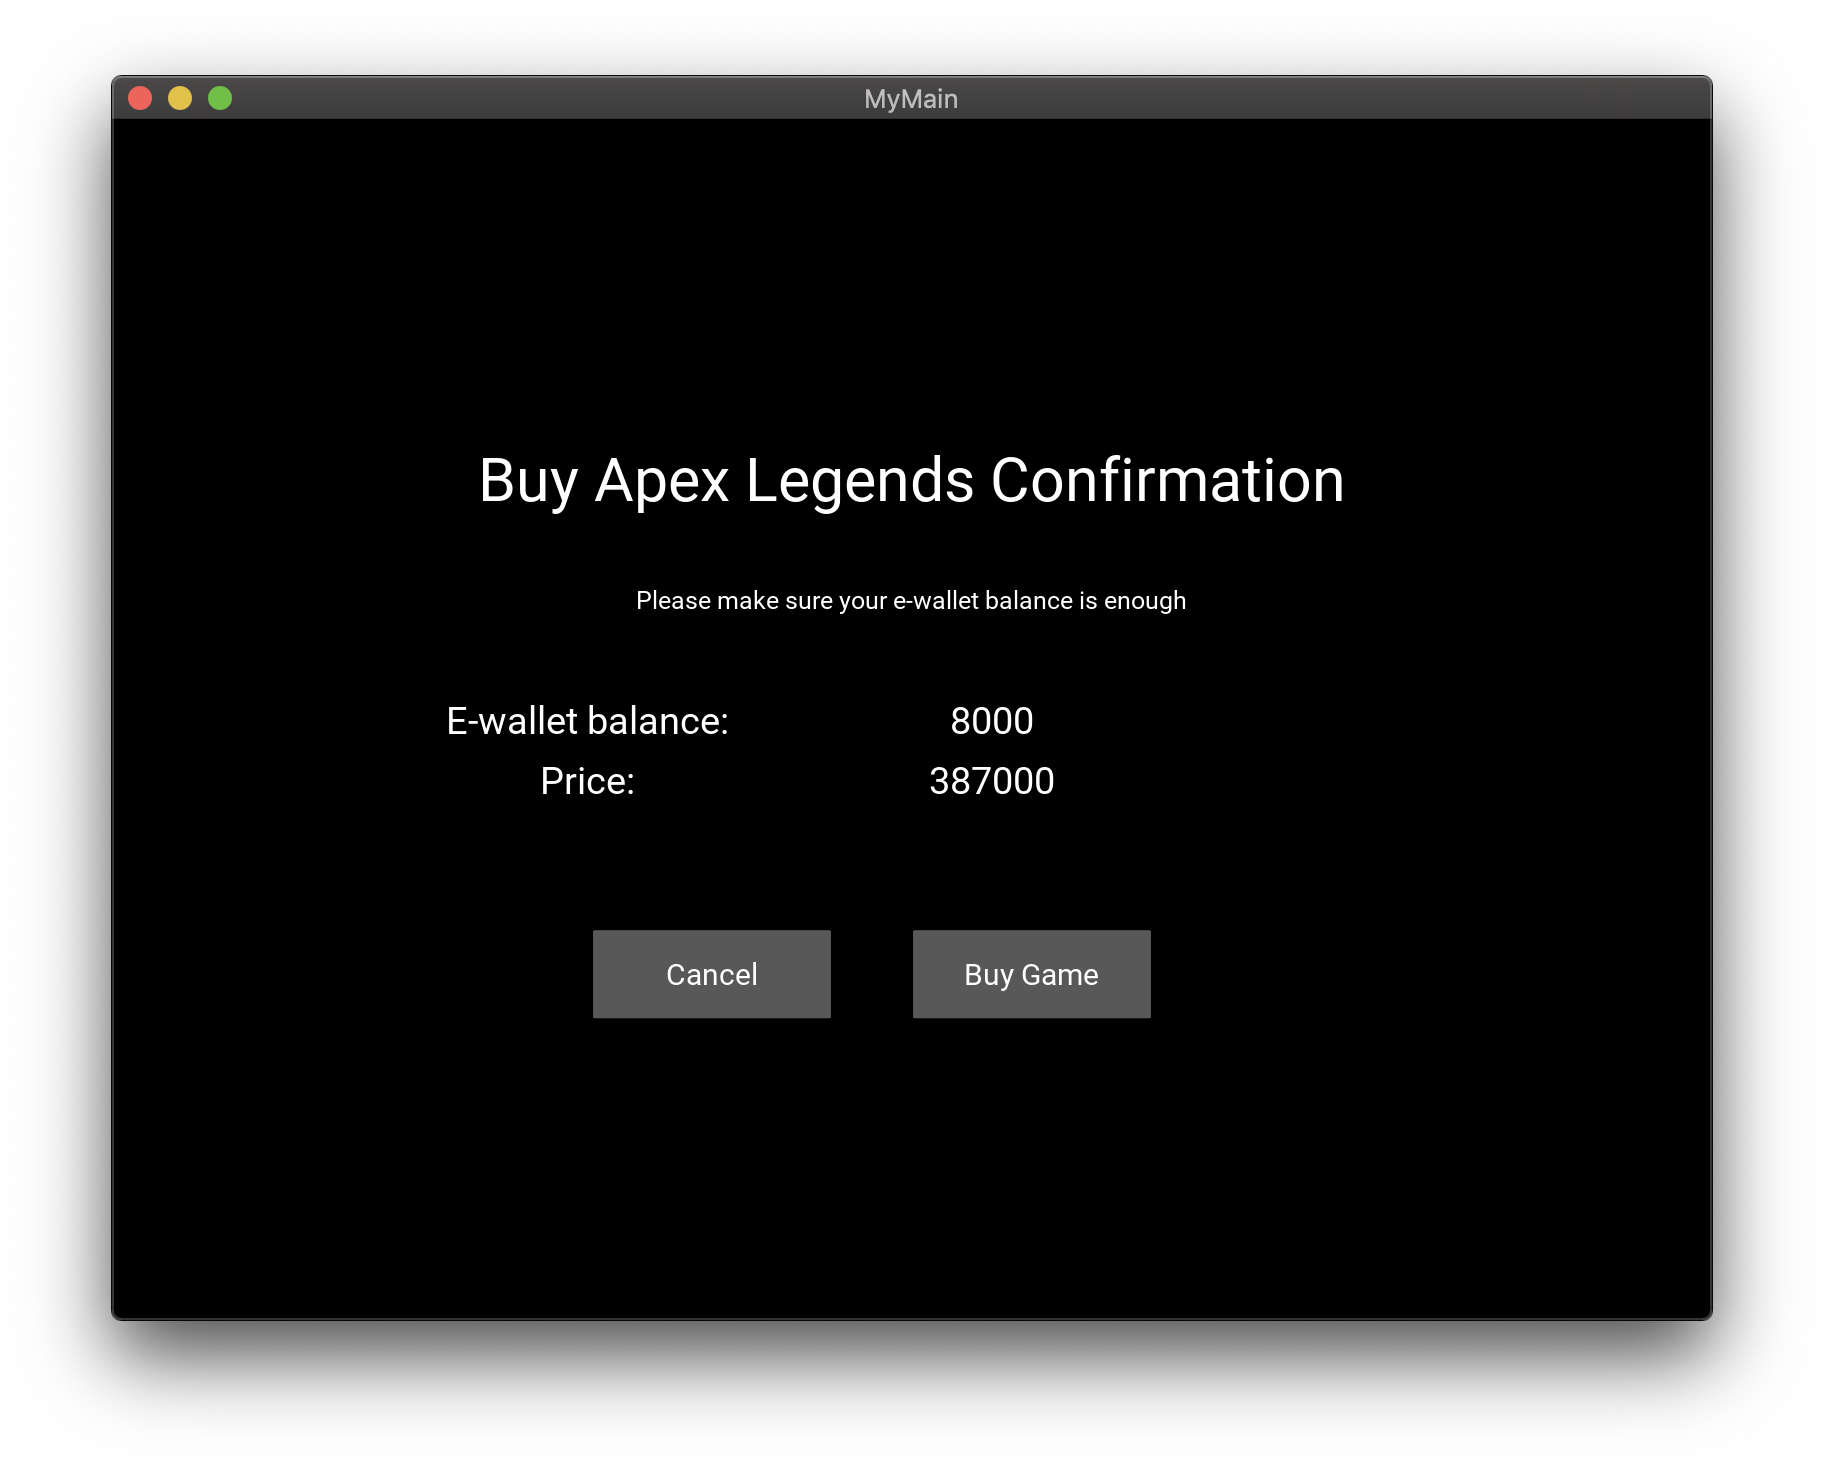 MyMain
Buy Apex Legends Confirmation
Please make sure your e-wallet balance is enough
E-wallet balance: 8000
Price: 387000
Cancel Buy Game